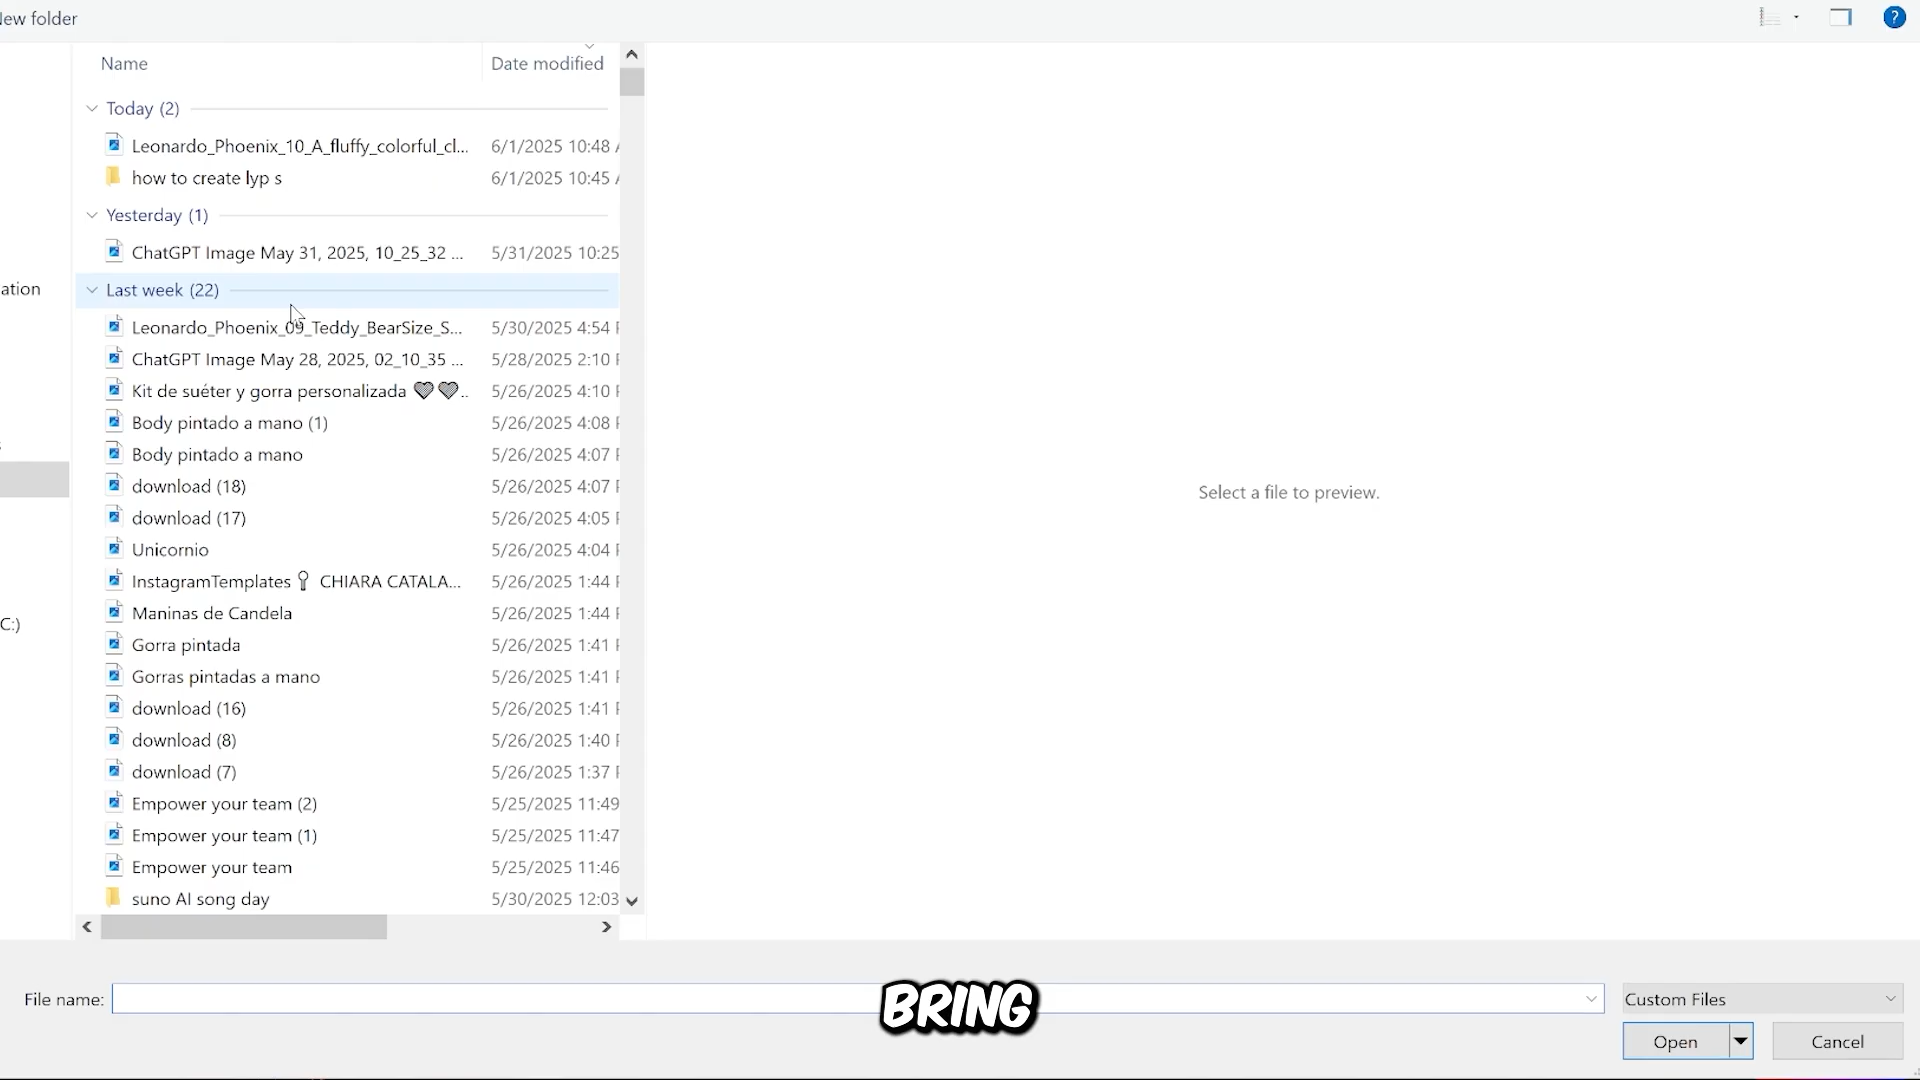 New folder
?
Name Date modified
Today (2)
Leonardo_Phoenix_10_A_fluffy_colorful_cl... 6/1/2025 10:48 A
how to create lyp s 6/1/2025 10:45 A
Yesterday (1)
ChatGPT Image May 31, 2025, 10_25_32 ... 5/31/2025 10:25
ation
Last week (22)
Leonardo_Phoenix_09_Teddy_BearSize_S... 5/30/2025 4:54 P
ChatGPT Image May 28, 2025, 02_10_35 ... 5/28/2025 2:10 P
Kit de suéter y gorra personalizada 🤍🤍.. 5/26/2025 4:10 P
Body pintado a mano (1) 5/26/2025 4:08 P
Body pintado a mano 5/26/2025 4:07 P
download (18) 5/26/2025 4:07 P
download (17) 5/26/2025 4:05 P
Unicornio 5/26/2025 4:04 P
InstagramTemplates CHIARA CATALA... 5/26/2025 1:44 P
Maninas de Candela 5/26/2025 1:44 P
C:)
Gorra pintada 5/26/2025 1:41 P
Gorras pintadas a mano 5/26/2025 1:41 P
download (16) 5/26/2025 1:41 P
download (8) 5/26/2025 1:40 P
download (7) 5/26/2025 1:37 P
Empower your team (2) 5/25/2025 11:49
Empower your team (1) 5/25/2025 11:47
Empower your team 5/25/2025 11:46
suno AI song day 5/30/2025 12:03
Select a file to preview.
File name:
BRING
Custom Files
Open Cancel